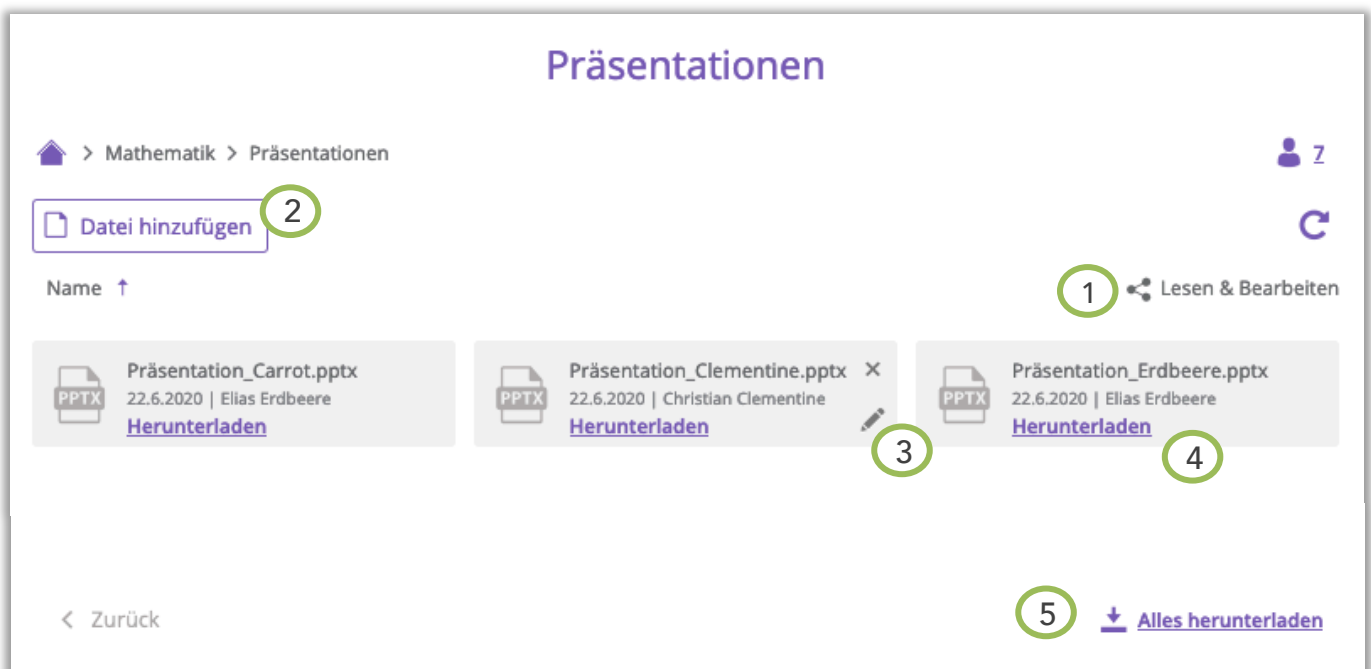 Präsentationen
> Mathematik > Präsentationen
7
Datei hinzufügen
2
Name ↑
1
Lesen & Bearbeiten
Präsentation_Carrot.pptx
PPTX
22.6.2020 | Elias Erdbeere
Herunterladen
Präsentation_Clementine.pptx ×
PPTX
22.6.2020 | Christian Clementine
Herunterladen
3
Präsentation_Erdbeere.pptx
PPTX
22.6.2020 | Elias Erdbeere
Herunterladen
4
< Zurück
5
Alles herunterladen